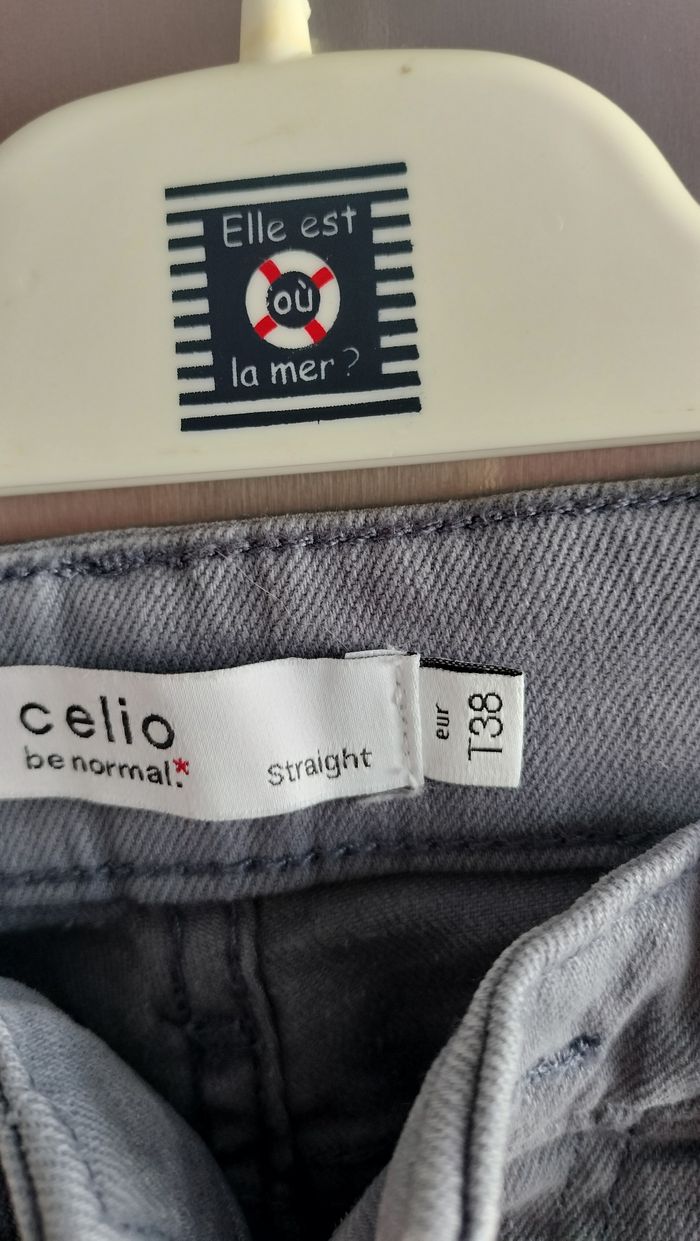 Elle est
où
la mer ?
celio
be normal.*
Straight
eur
T38